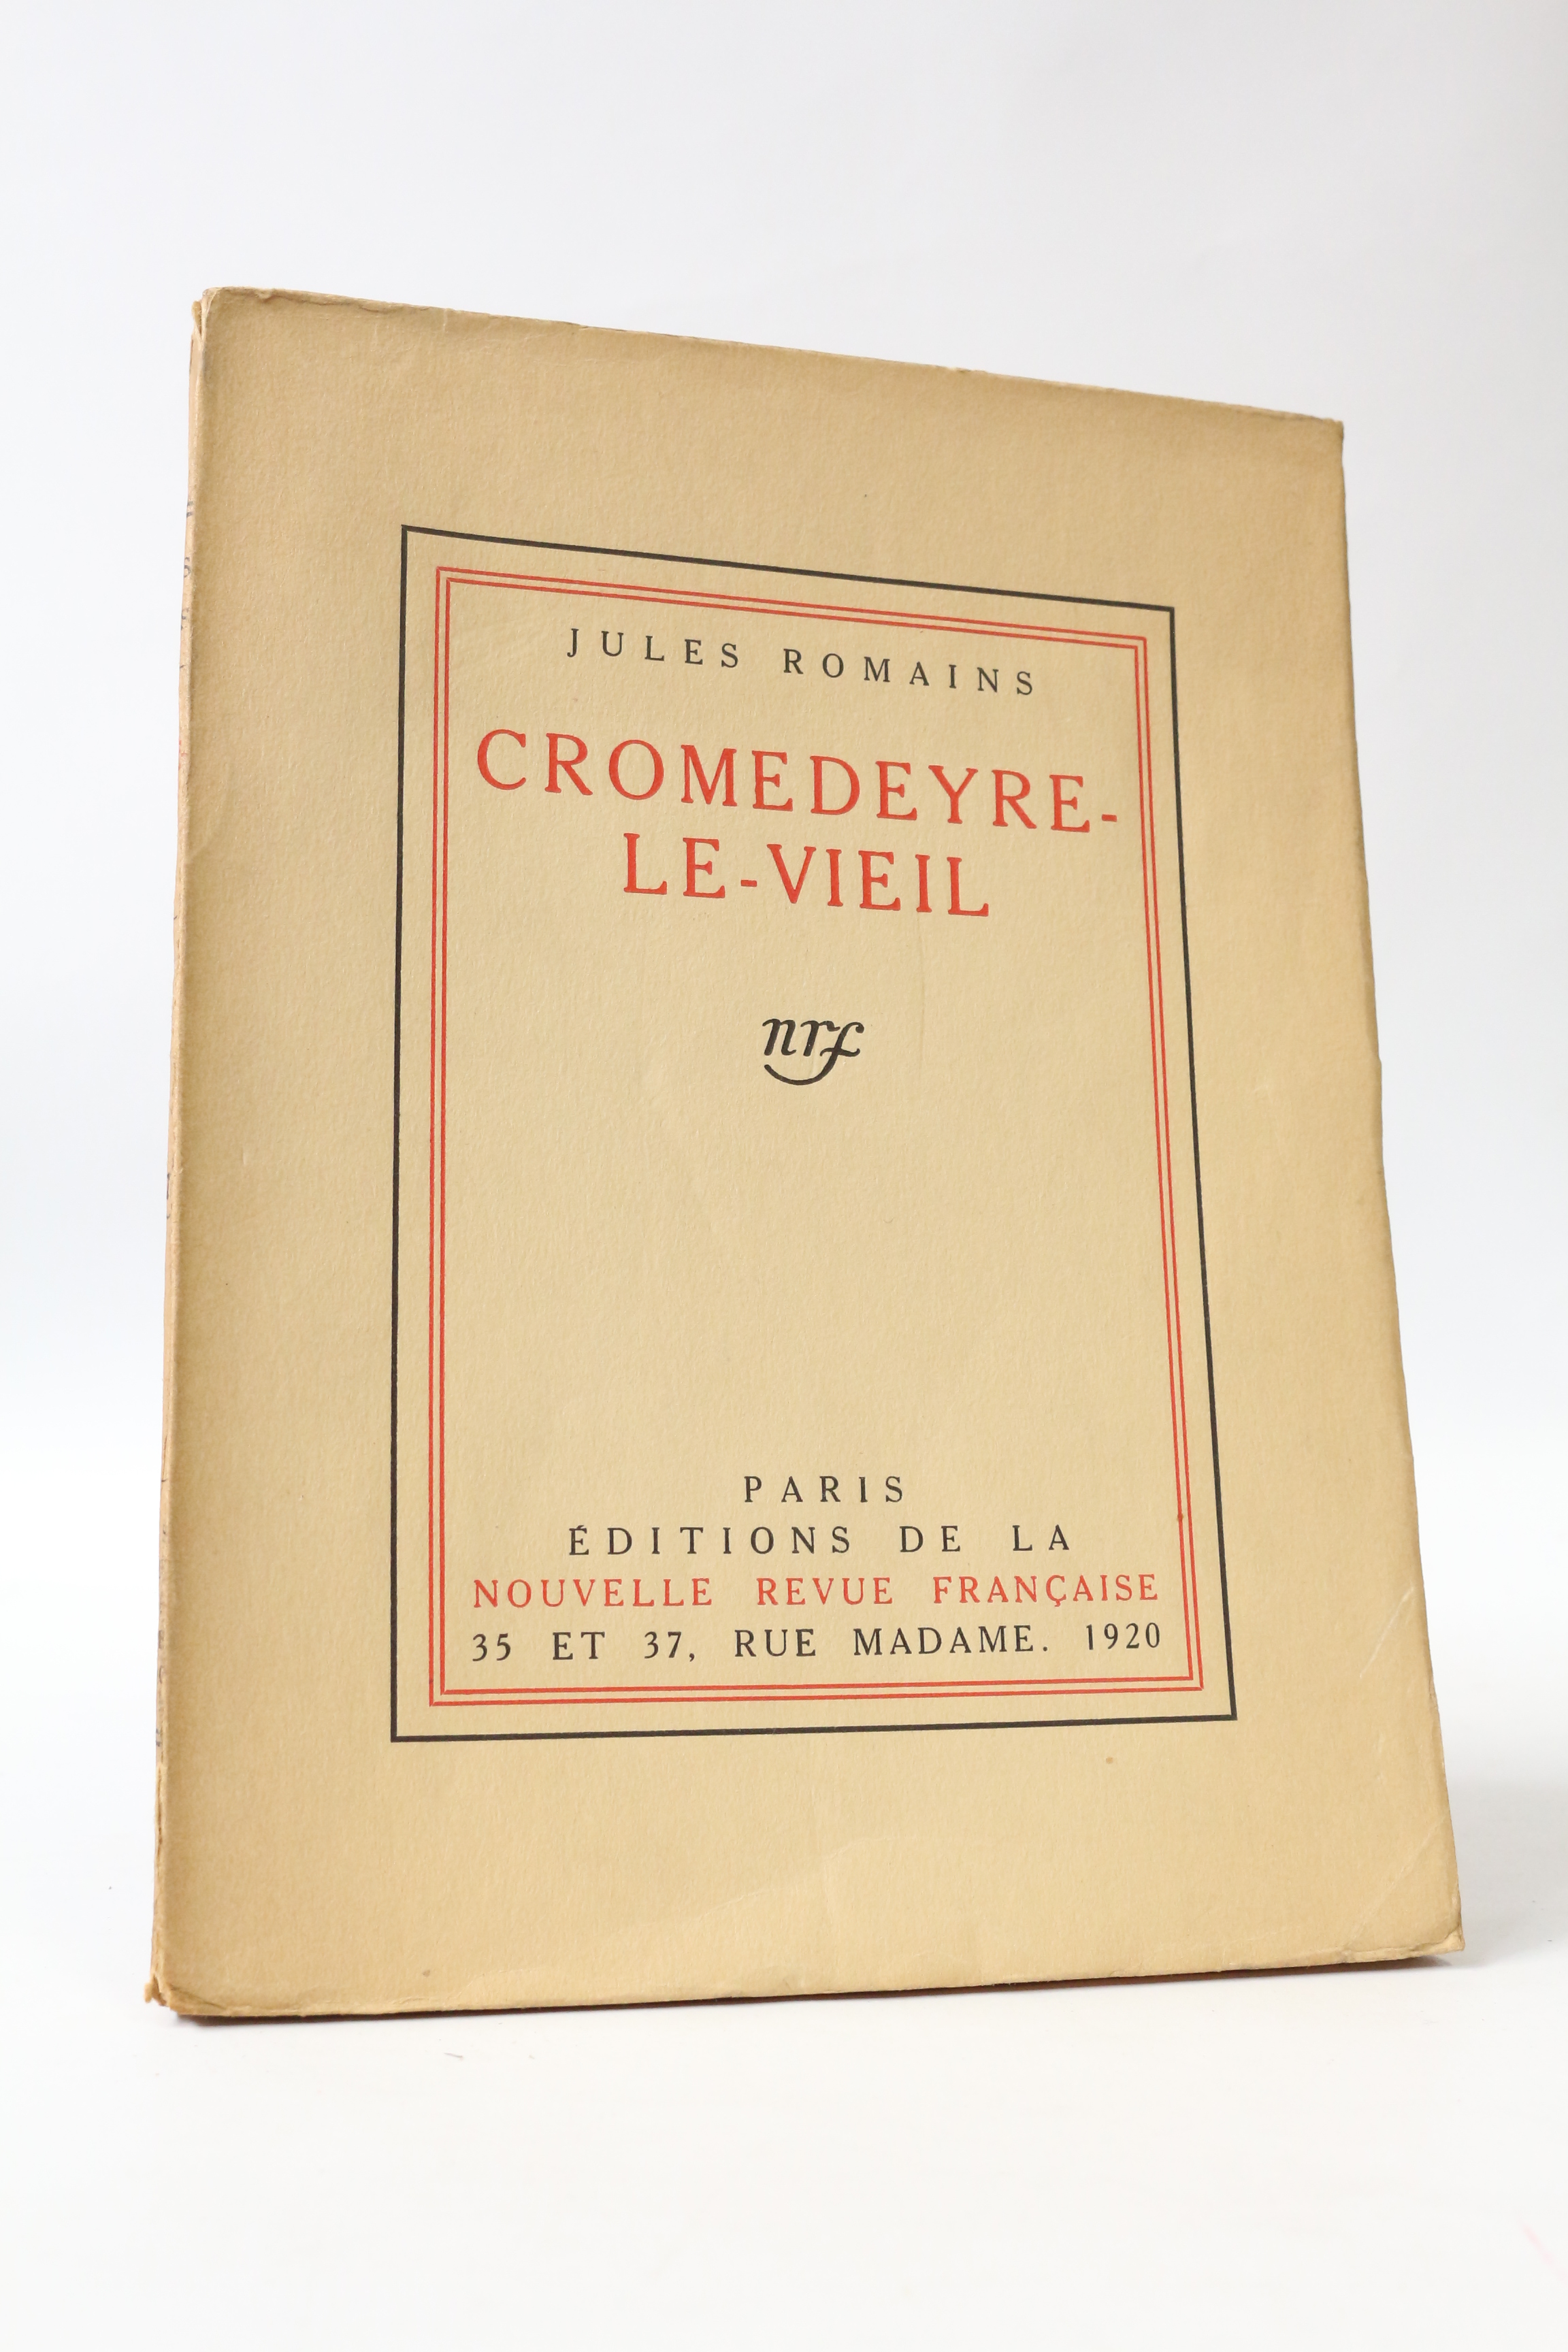 JULES ROMAINS
CROMEDEYRE-
LE-VIEIL
nrf
PARIS
ÉDITIONS DE LA
NOUVELLE REVUE FRANÇAISE
35 ET 37, RUE MADAME. 1920